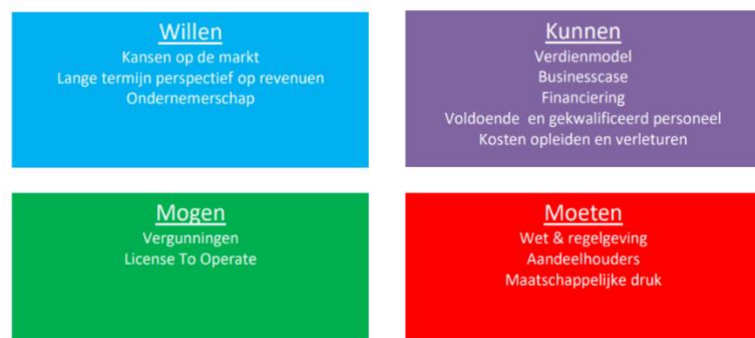 Willen
Kansen op de markt
Lange termijn perspectief op revenuen
Ondernemerschap
Kunnen
Verdienmodel
Businesscase
Financiering
Voldoende en gekwalificeerd personeel
Kosten opleiden en verleturen
Mogen
Vergunningen
License To Operate
Moeten
Wet & regelgeving
Aandeelhouders
Maatschappelijke druk